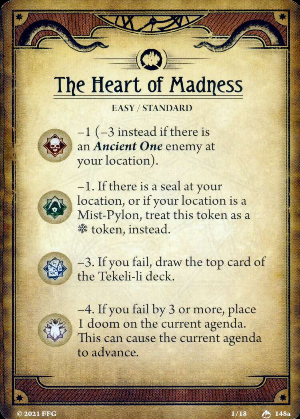 The Heart of Madness
EASY / STANDARD
–1 (–3 instead if there is
an Ancient One enemy at
your location).
–1. If there is a seal at your
location, or if your location is a
Mist-Pylon, treat this token as a
❄ token, instead.
–3. If you fail, draw the top card of
the Tekeli-li deck.
–4. If you fail by 3 or more, place
1 doom on the current agenda.
This can cause the current agenda
to advance.
© 2021 FFG
1/18
148a